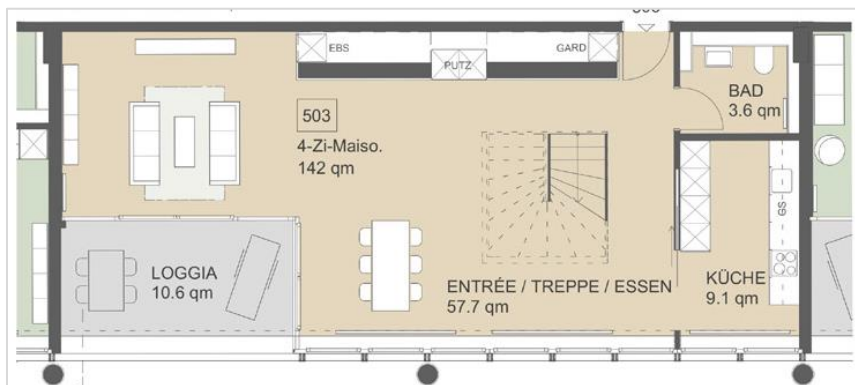 EBS
PUTZ
GARD
BAD
3.6 qm
503
4-Zi-Maiso.
142 qm
GS
LOGGIA
10.6 qm
ENTRÉE / TREPPE / ESSEN
57.7 qm
KÜCHE
9.1 qm